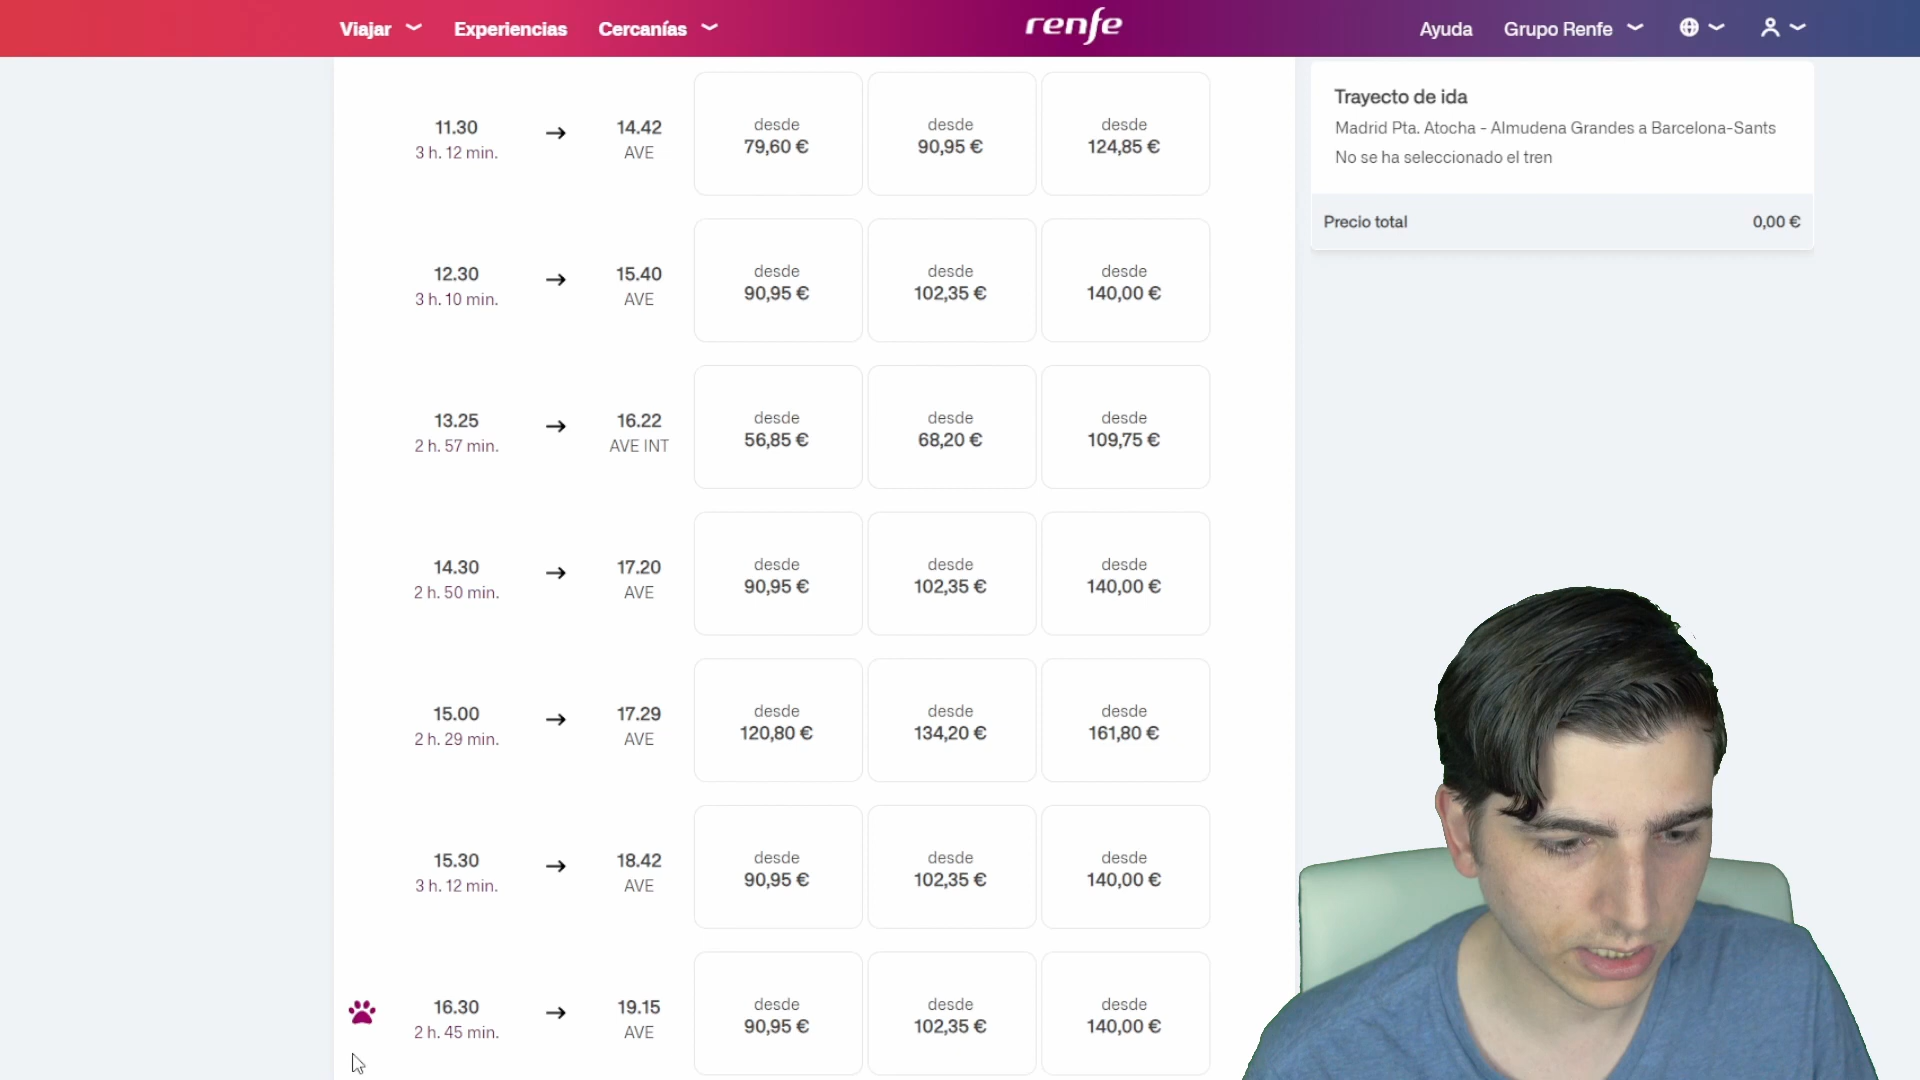 Viajar
Experiencias
Cercanías
renfe
Ayuda
Grupo Renfe
11.30
3 h. 12 min.
14.42
AVE
desde
79,60 €
desde
90,95 €
desde
124,85 €
12.30
3 h. 10 min.
15.40
AVE
desde
90,95 €
desde
102,35 €
desde
140,00 €
13.25
2 h. 57 min.
16.22
AVE INT
desde
56,85 €
desde
68,20 €
desde
109,75 €
14.30
2 h. 50 min.
17.20
AVE
desde
90,95 €
desde
102,35 €
desde
140,00 €
15.00
2 h. 29 min.
17.29
AVE
desde
120,80 €
desde
134,20 €
desde
161,80 €
15.30
3 h. 12 min.
18.42
AVE
desde
90,95 €
desde
102,35 €
desde
140,00 €
16.30
2 h. 45 min.
19.15
AVE
desde
90,95 €
desde
102,35 €
desde
140,00 €
Trayecto de ida
Madrid Pta. Atocha - Almudena Grandes a Barcelona-Sants
No se ha seleccionado el tren
Precio total
0,00 €